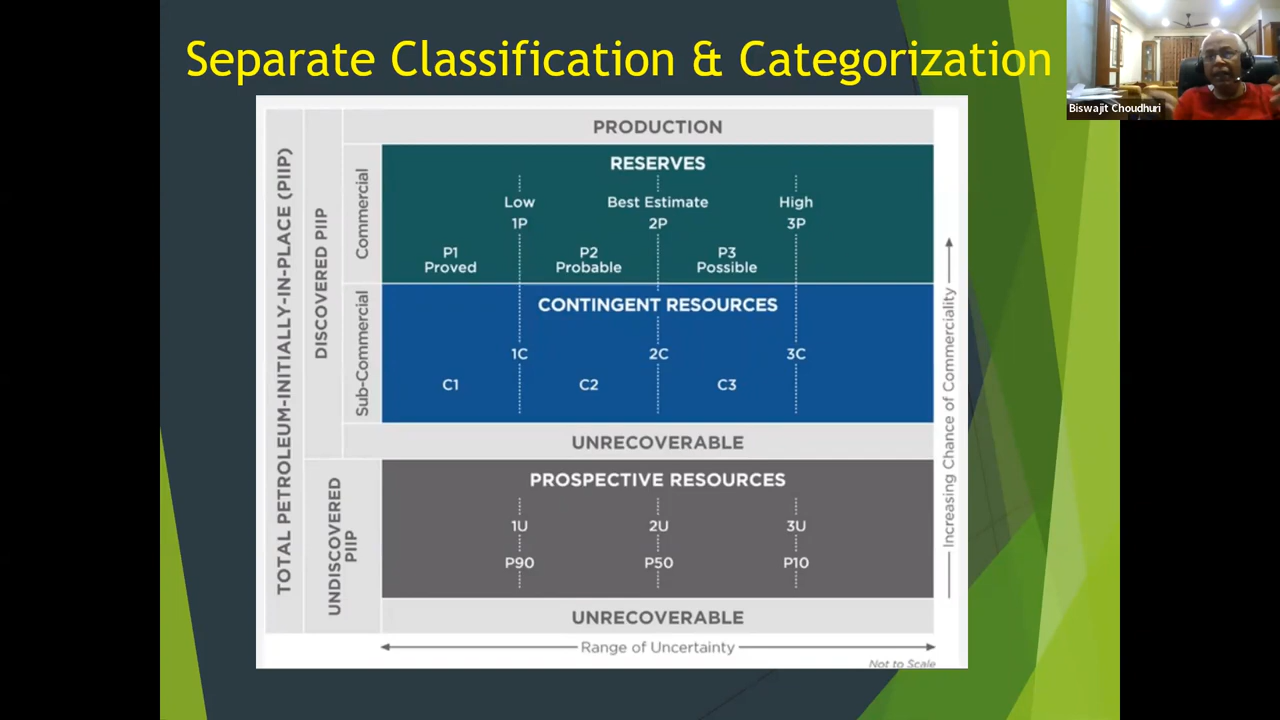 Separate Classification & Categorization
Biswajit Choudhuri
TOTAL PETROLEUM-INITIALLY-IN-PLACE (PIIP)
DISCOVERED PIIP
UNDISCOVERED
PIIP
Commercial
Sub-Commercial
PRODUCTION
RESERVES
Low Best Estimate High
1P 2P 3P
P1 P2 P3
Proved Probable Possible
CONTINGENT RESOURCES
1C 2C 3C
C1 C2 C3
UNRECOVERABLE
PROSPECTIVE RESOURCES
1U 2U 3U
P90 P50 P10
UNRECOVERABLE
Increasing Chance of Commerciality
Range of Uncertainty
Not to Scale